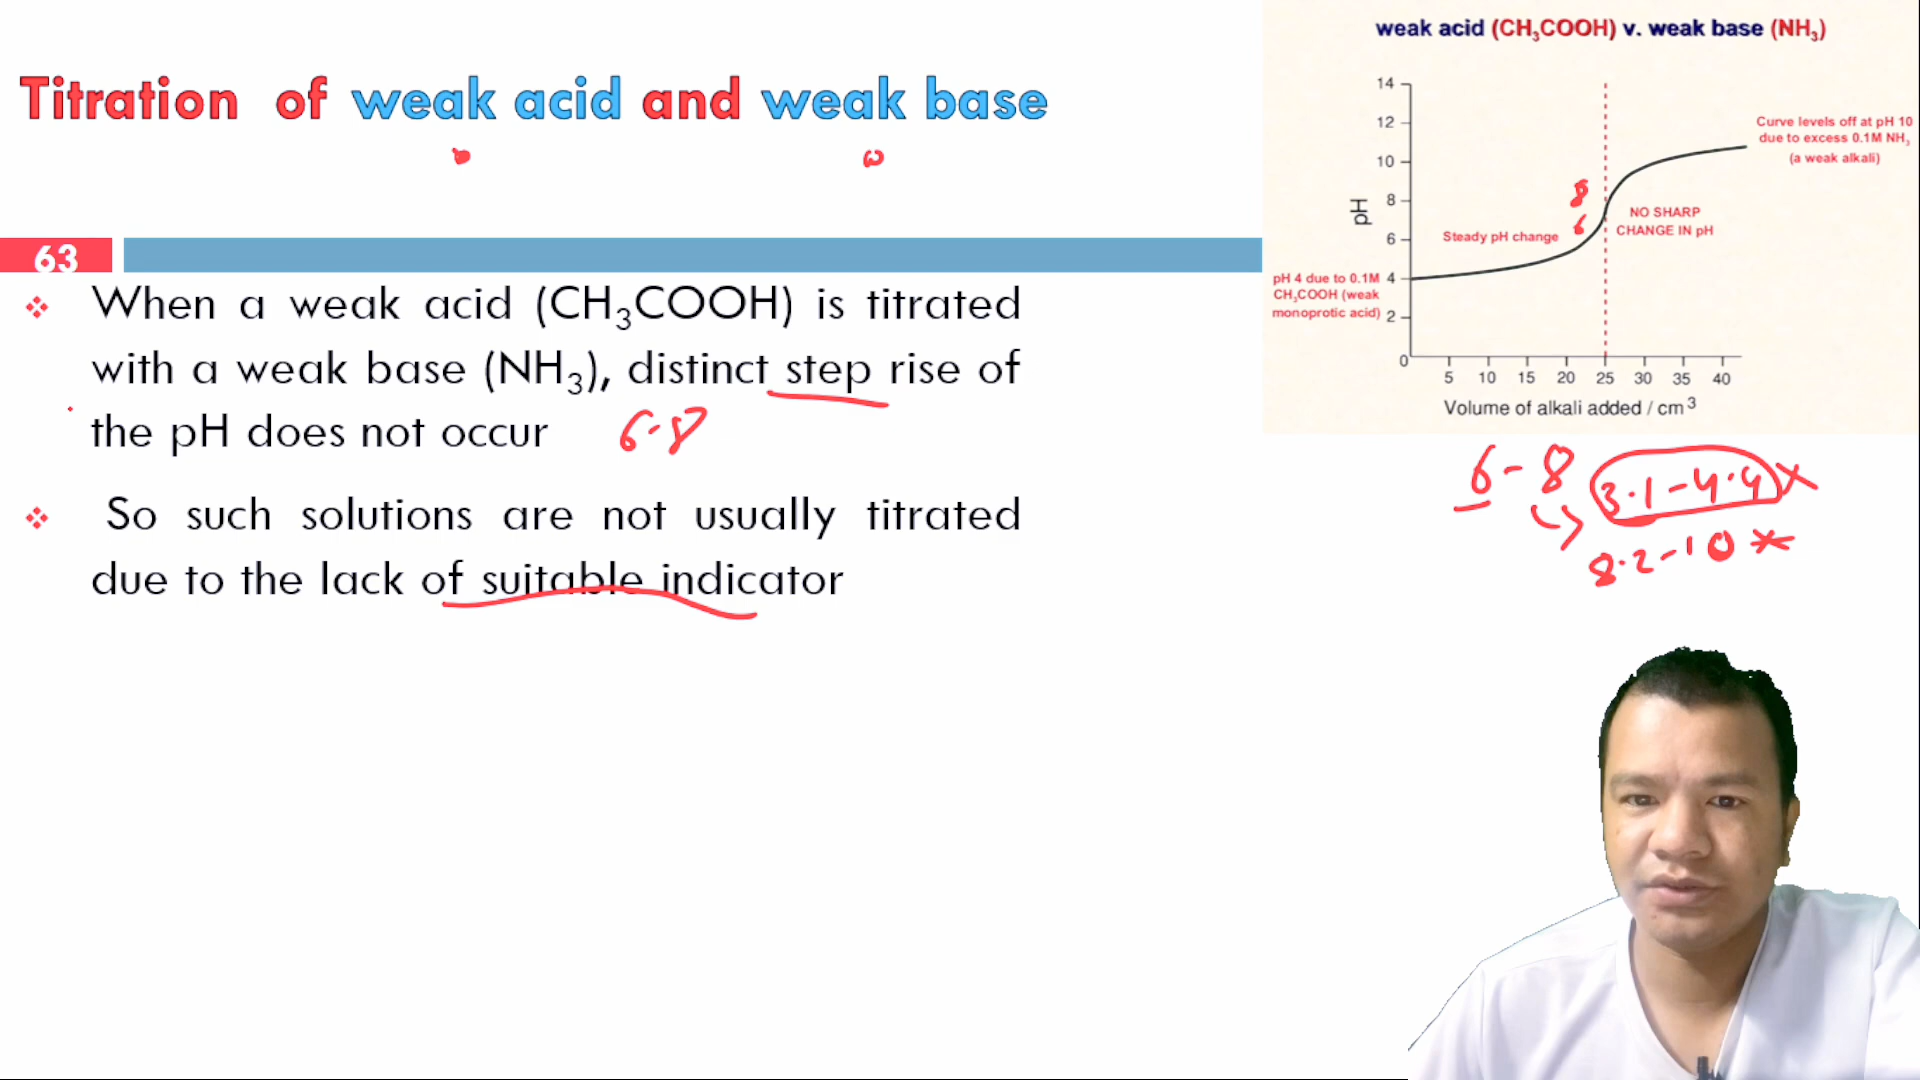 Titration of weak acid and weak base
63
When a weak acid (CH₃COOH) is titrated
with a weak base (NH₃), distinct step rise of
the pH does not occur 6-8
So such solutions are not usually titrated
due to the lack of suitable indicator
weak acid (CH₃COOH) v. weak base (NH₃)
14
12
10
8
6
4
2
0
pH
Curve levels off at pH 10
due to excess 0.1M NH₃
(a weak alkali)
8
6
NO SHARP
CHANGE IN pH
Steady pH change
pH 4 due to 0.1M
CH₃COOH (weak
monoprotic acid)
5 10 15 20 25 30 35 40
Volume of alkali added / cm³
6-8 3.1-4.4 ×
8.2-10 ×